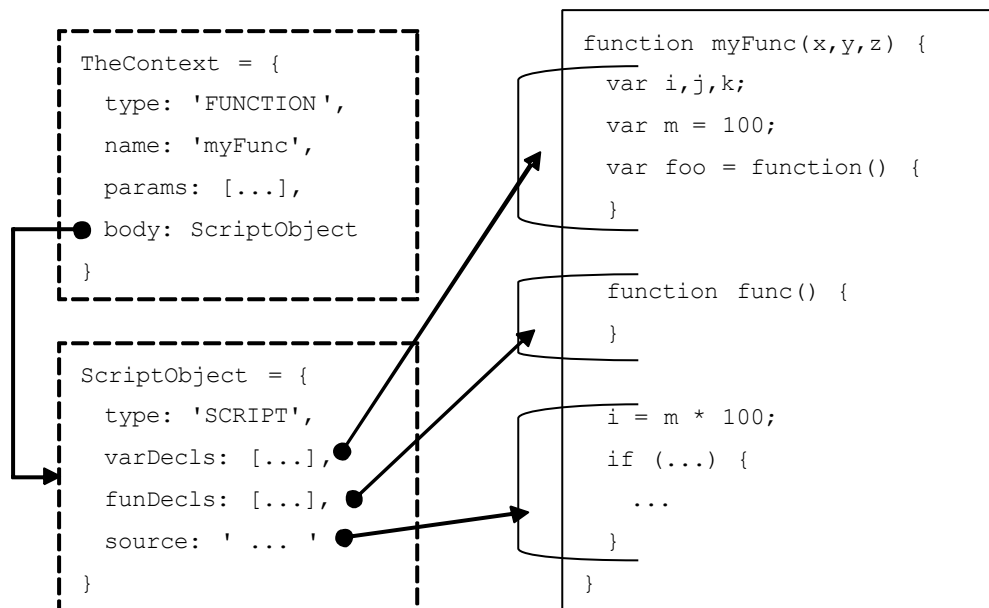 TheContext = {
type: 'FUNCTION',
name: 'myFunc',
params: [...],
body: ScriptObject
}
ScriptObject = {
type: 'SCRIPT',
varDecls: [...],
funDecls: [...],
source: ' ... '
}
function myFunc(x,y,z) {
var i,j,k;
var m = 100;
var foo = function() {
}
function func() {
}
i = m * 100;
if (...) {
...
}
}